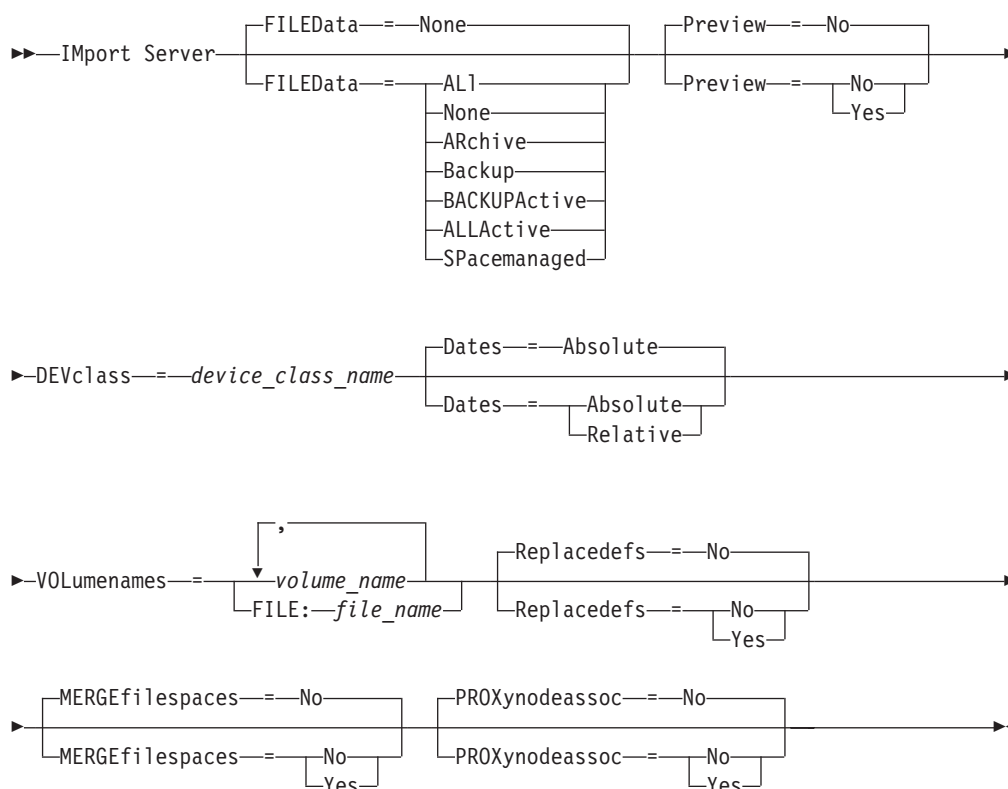 FILEData = None Preview = No
IMport Server
FILEData = ALl Preview = No
None Yes
ARchive
Backup
BACKUPActive
ALLActive
SPacemanaged
Dates = Absolute
DEVclass = device_class_name
Dates = Absolute
Relative
, Replacedefs = No
VOLumenames = volume_name
FILE: file_name Replacedefs = No
Yes
MERGEfilespaces = No PROXynodeassoc = No
MERGEfilespaces = No PROXynodeassoc = No
Yes Yes